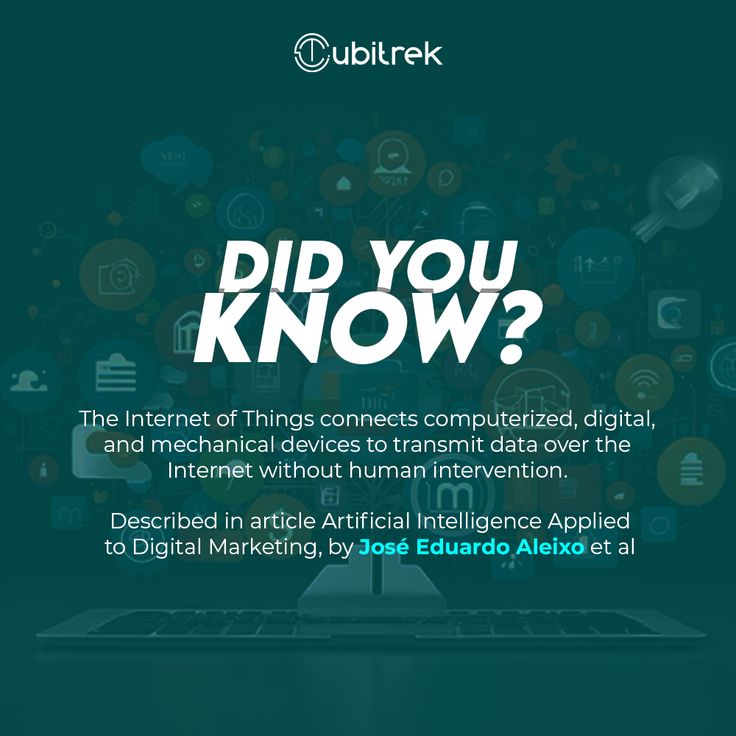 Cubitrek
DID YOU
KNOW?
The Internet of Things connects computerized, digital,
and mechanical devices to transmit data over the
Internet without human intervention.
Described in article Artificial Intelligence Applied
to Digital Marketing, by José Eduardo Aleixo et al